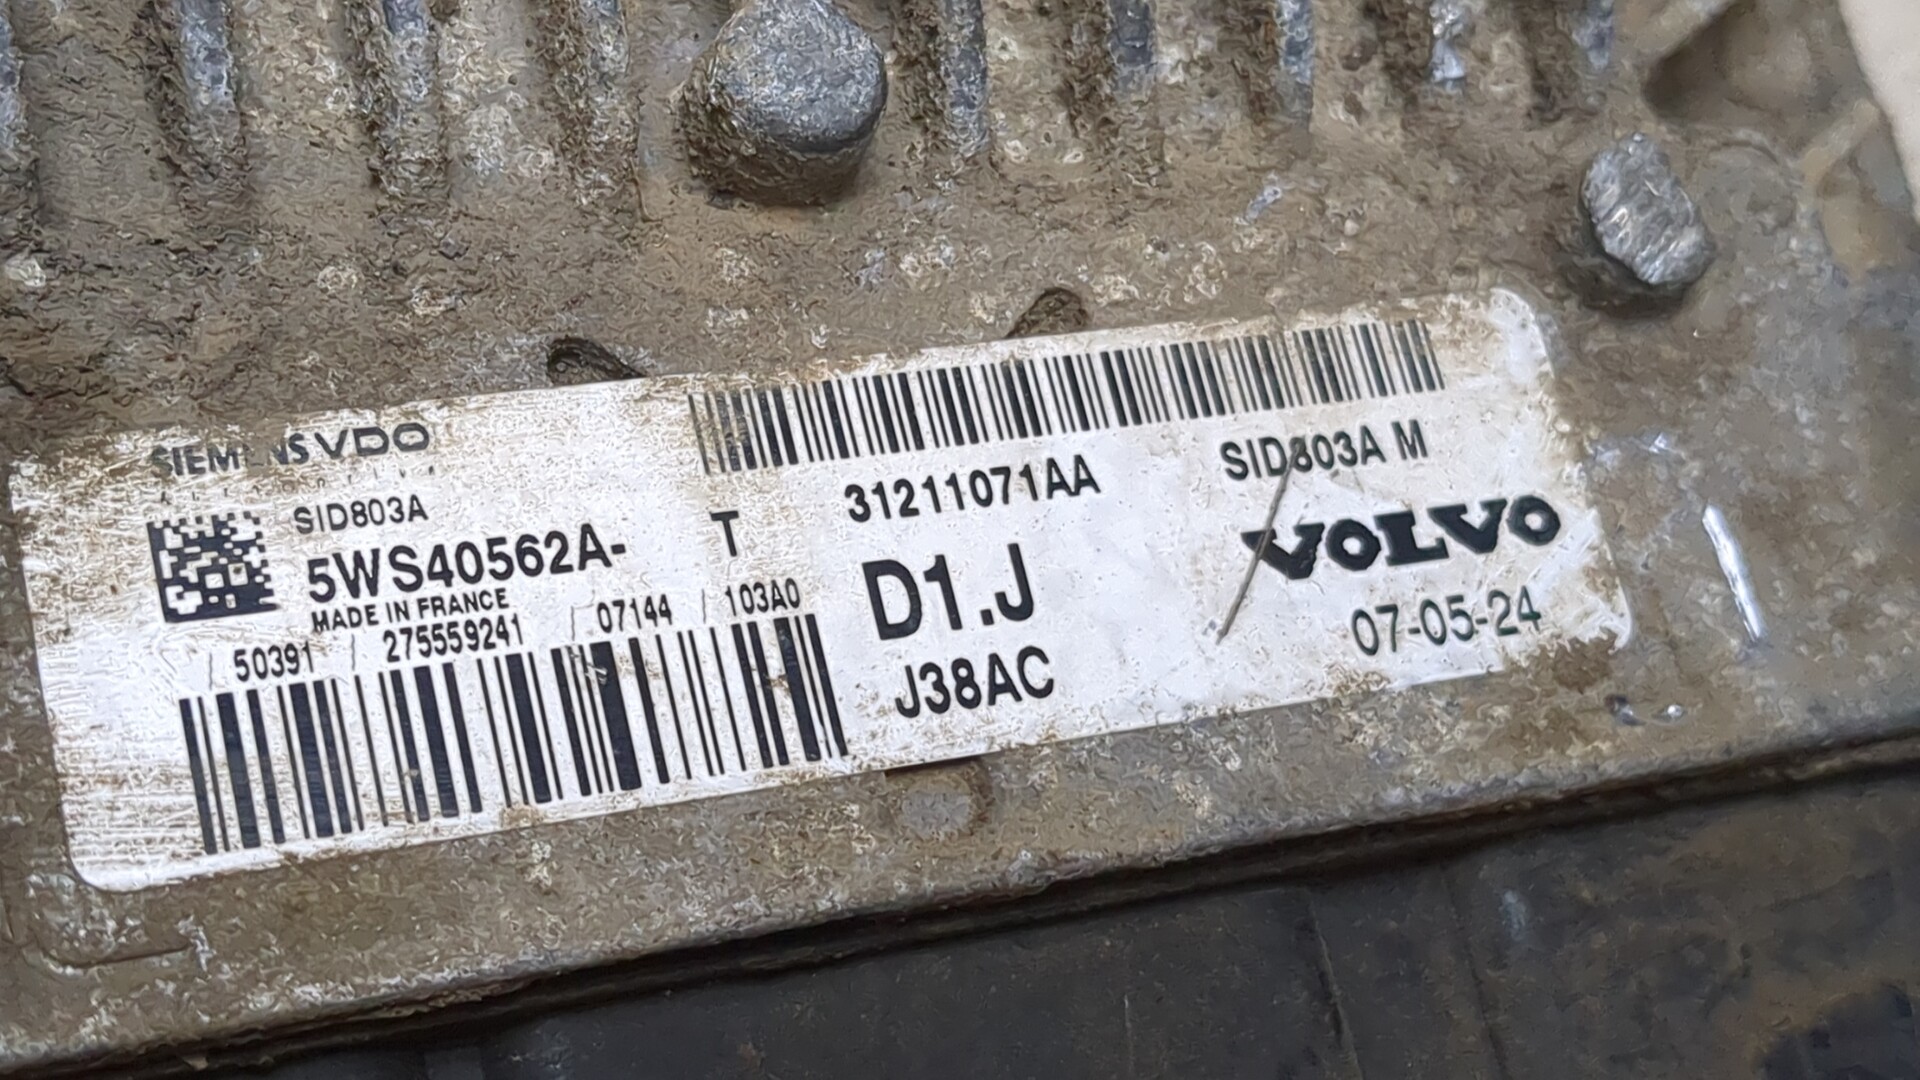 SIEMENS VDO
SID803A
5WS40562A- T
MADE IN FRANCE
/ 50391 / 275559241 / 07144 / 103A0
31211071AA
D1.J
J38AC
SID803A M
VOLVO
07-05-24